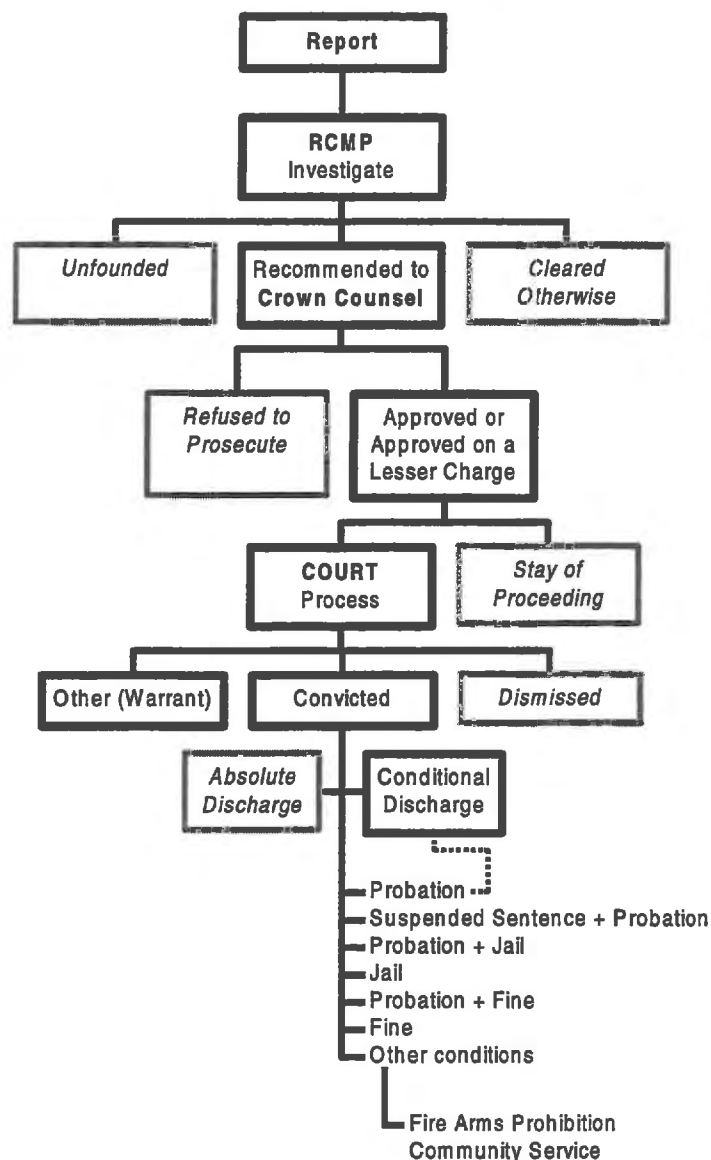 Report
RCMP
Investigate
Unfounded
Recommended to
Crown Counsel
Cleared
Otherwise
Refused to
Prosecute
Approved or
Approved on a
Lesser Charge
COURT
Process
Stay of
Proceeding
Other (Warrant)
Convicted
Dismissed
Absolute
Discharge
Conditional
Discharge
Probation
Suspended Sentence + Probation
Probation + Jail
Jail
Probation + Fine
Fine
Other conditions
Fire Arms Prohibition
Community Service